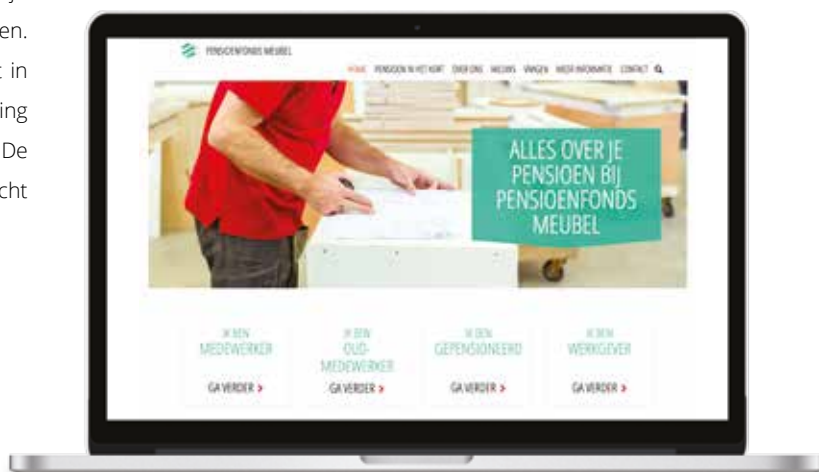 en.
in
ing
De
cht
PENSIOENFONDS MEUBEL
HOME PENSIOEN IN HET KORT OVER ONS NIEUWS VRAGEN MEER INFORMATIE CONTACT
ALLES OVER JE
PENSIOEN BIJ
PENSIOENFONDS
MEUBEL
IK BEN
MEDEWERKER
GA VERDER >
IK BEN
OUD-
MEDEWERKER
GA VERDER >
IK BEN
GEPENSIONEERD
GA VERDER >
IK BEN
WERKGEVER
GA VERDER >